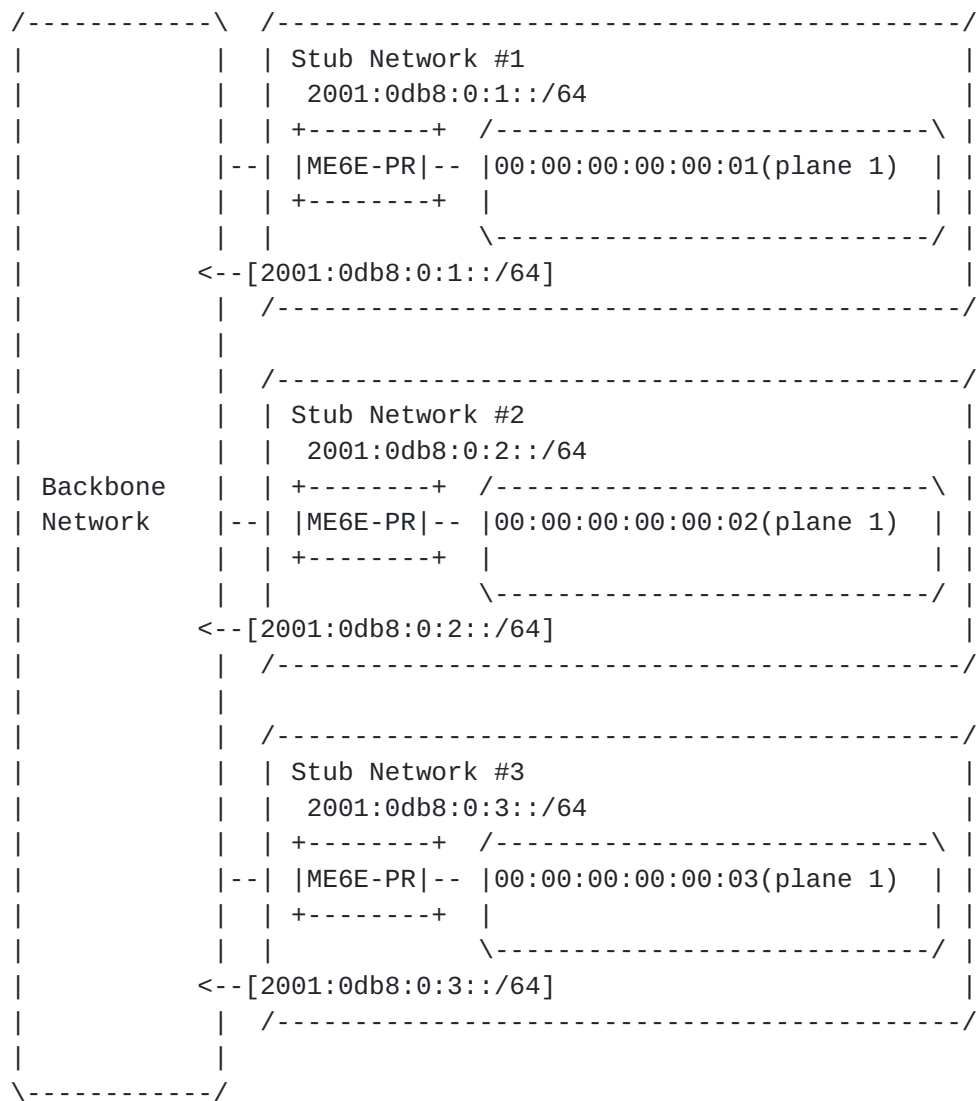 Stub Network #1
2001:0db8:0:1::/64
ME6E-PR 00:00:00:00:00:01(plane 1)
<--[2001:0db8:0:1::/64]
Stub Network #2
2001:0db8:0:2::/64
Backbone
Network ME6E-PR 00:00:00:00:00:02(plane 1)
<--[2001:0db8:0:2::/64]
Stub Network #3
2001:0db8:0:3::/64
ME6E-PR 00:00:00:00:00:03(plane 1)
<--[2001:0db8:0:3::/64]